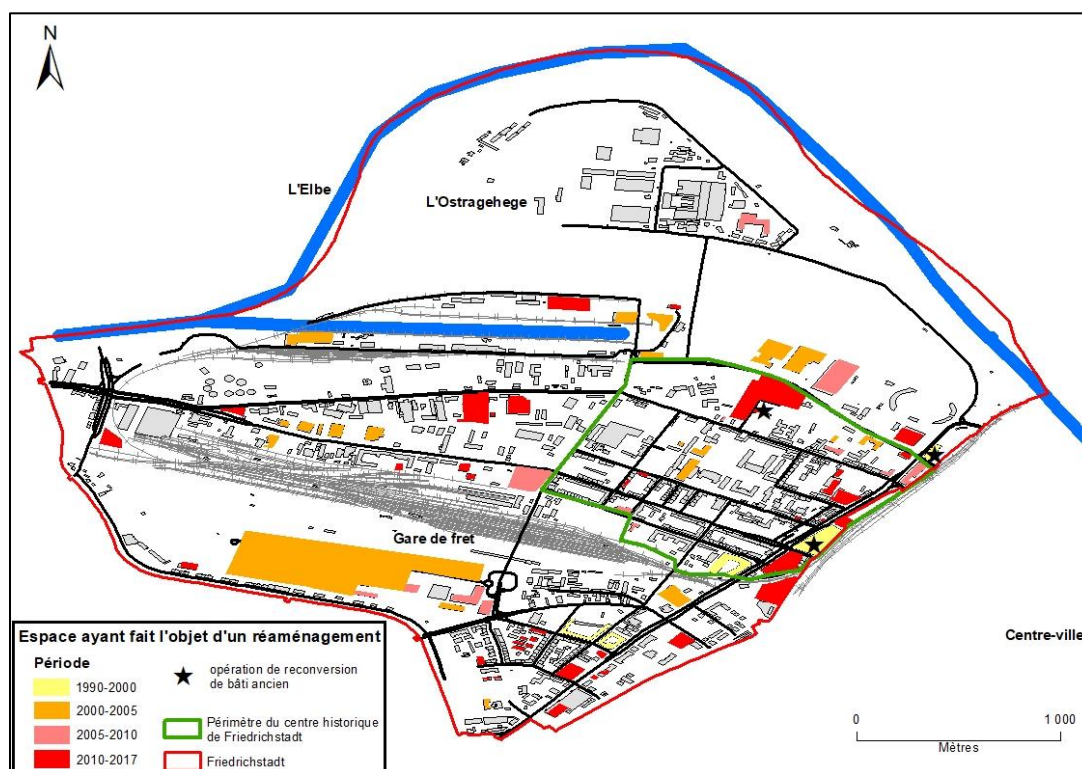 N
L'Elbe
L'Ostragehege
Gare de fret
Centre-ville
Espace ayant fait l'objet d'un réaménagement
Période
1990-2000
2000-2005
2005-2010
2010-2017
opération de reconversion
de bâti ancien
Périmètre du centre historique
de Friedrichstadt
Friedrichstadt
0 1 000
Mètres